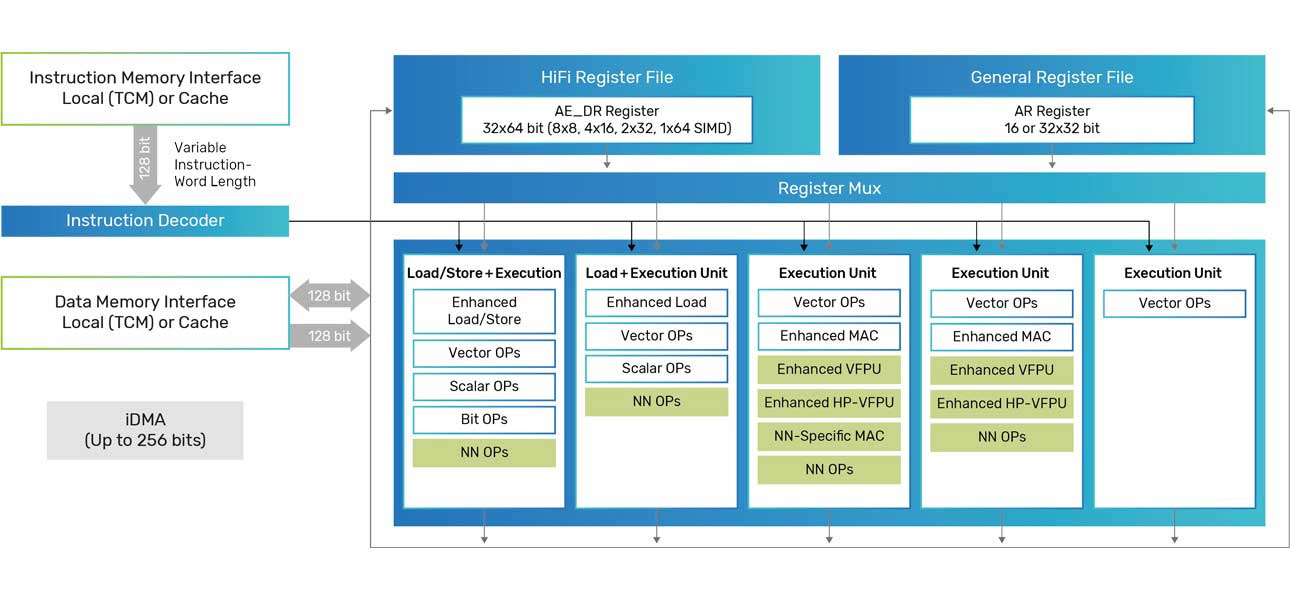 Instruction Memory Interface
Local (TCM) or Cache
128 bit
Variable
Instruction-
Word Length
Instruction Decoder
Data Memory Interface
Local (TCM) or Cache
128 bit
128 bit
iDMA
(Up to 256 bits)
HiFi Register File
AE_DR Register
32x64 bit (8x8, 4x16, 2x32, 1x64 SIMD)
General Register File
AR Register
16 or 32x32 bit
Register Mux
Load/Store + Execution
Enhanced
Load/Store
Vector OPs
Scalar OPs
Bit OPs
NN OPs
Load + Execution Unit
Enhanced Load
Vector OPs
Scalar OPs
NN OPs
Execution Unit
Vector OPs
Enhanced MAC
Enhanced VFPU
Enhanced HP-VFPU
NN-Specific MAC
NN OPs
Execution Unit
Vector OPs
Enhanced MAC
Enhanced VFPU
Enhanced HP-VFPU
NN OPs
Execution Unit
Vector OPs